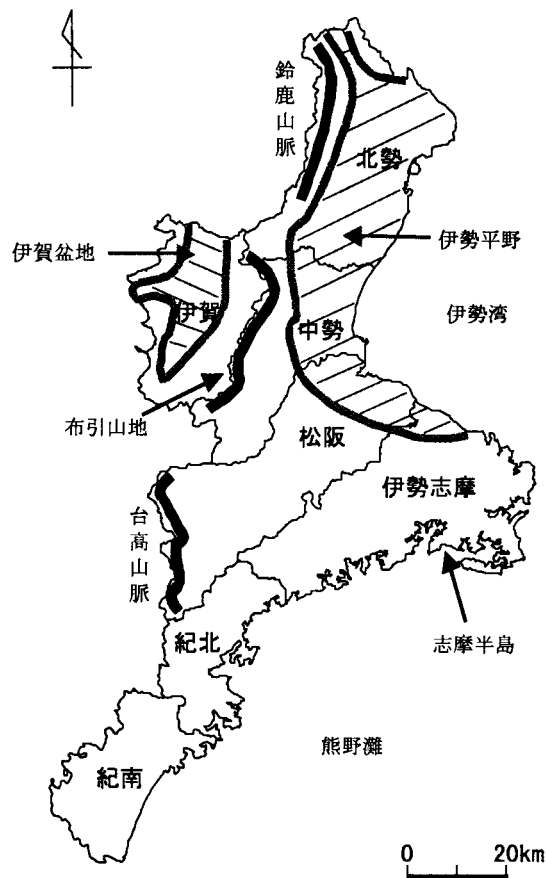 鈴鹿山脈
北勢
伊賀盆地
伊勢平野
伊賀
中勢
伊勢湾
布引山地
松阪
伊勢志摩
台高山脈
志摩半島
紀北
熊野灘
紀南
0 20km